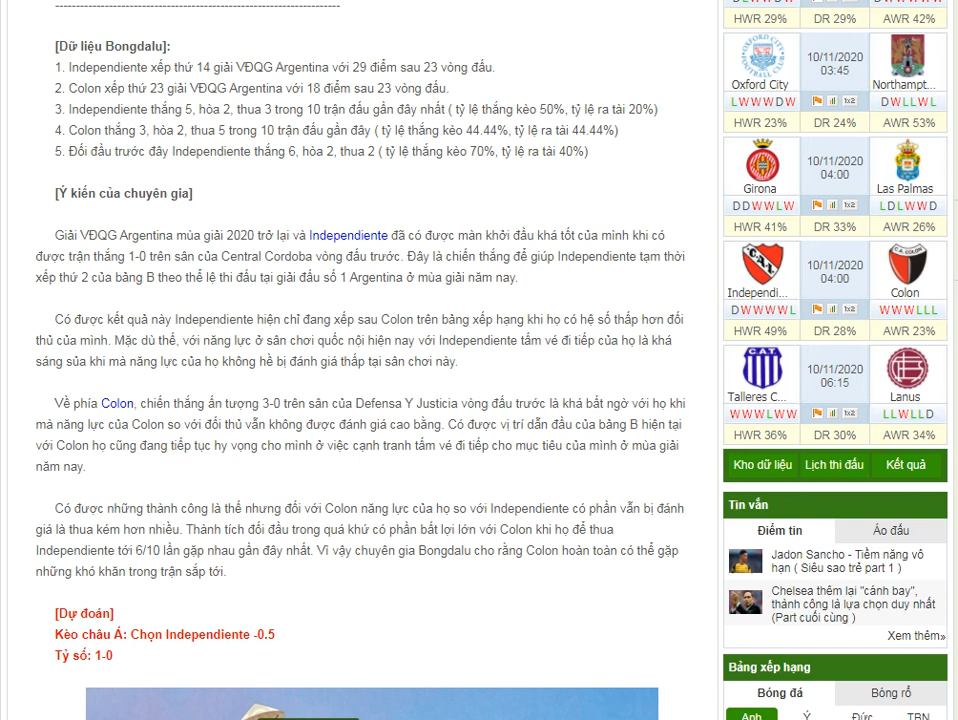 [Dữ liệu Bongdalu]:
1. Independiente xếp thứ 14 giải VĐQG Argentina với 29 điểm sau 23 vòng đấu.
2. Colon xếp thứ 23 giải VĐQG Argentina với 18 điểm sau 23 vòng đấu.
3. Independiente thắng 5, hòa 2, thua 3 trong 10 trận đấu gần đây nhất ( tỷ lệ thắng kèo 50%, tỷ lệ ra tài 20%)
4. Colon thắng 3, hòa 2, thua 5 trong 10 trận đấu gần đây ( tỷ lệ thắng kèo 44.44%, tỷ lệ ra tài 44.44%)
5. Đối đầu trước đây Independiente thắng 6, hòa 2, thua 2 ( tỷ lệ thắng kèo 70%, tỷ lệ ra tài 40%)
[Ý kiến của chuyên gia]
Giải VĐQG Argentina mùa giải 2020 trở lại và Independiente đã có được màn khởi đầu khá tốt của mình khi có
được trận thắng 1-0 trên sân của Central Cordoba vòng đấu trước. Đây là chiến thắng để giúp Independiente tạm thời
xếp thứ 2 của bảng B theo thể lệ thi đấu tại giải đấu số 1 Argentina ở mùa giải năm nay.
Có được kết quả này Independiente hiện chỉ đang xếp sau Colon trên bảng xếp hạng khi họ có hệ số thấp hơn đối
thủ của mình. Mặc dù thế, với năng lực ở sân chơi quốc nội hiện nay với Independiente tấm vé đi tiếp của họ là khá
sáng sủa khi mà năng lực của họ không hề bị đánh giá thấp tại sân chơi này.
Về phía Colon, chiến thắng ấn tượng 3-0 trên sân của Defensa Y Justicia vòng đấu trước là khá bất ngờ với họ khi
mà năng lực của Colon so với đối thủ vẫn không được đánh giá cao bằng. Có được vị trí dẫn đầu của bảng B hiện tại
với Colon họ cũng đang tiếp tục hy vọng cho mình ở việc cạnh tranh tấm vé đi tiếp cho mục tiêu của mình ở mùa giải
năm nay.
Có được những thành công là thế nhưng đối với Colon năng lực của họ so với Independiente có phần vẫn bị đánh
giá là thua kém hơn nhiều. Thành tích đối đầu trong quá khứ có phần bất lợi lớn với Colon khi họ để thua
Independiente tới 6/10 lần gặp nhau gần đây nhất. Vì vậy chuyên gia Bongdalu cho rằng Colon hoàn toàn có thể gặp
những khó khăn trong trận sắp tới.
[Dự đoán]
Kèo châu Á: Chọn Independiente -0.5
Tỷ số: 1-0
HWR 29% DR 29% AWR 42%
10/11/2020
03:45
Oxford City Northampt...
LWWWDW 1x2 DWLLWL
HWR 23% DR 24% AWR 53%
10/11/2020
04:00
Girona Las Palmas
DDWWLW 1x2 LDLWWD
HWR 41% DR 33% AWR 26%
10/11/2020
04:00
Independi... Colon
DWWWWL 1x2 WWWLLL
HWR 49% DR 28% AWR 23%
10/11/2020
06:15
Talleres C... Lanus
WWWLWW 1x2 LLWLLD
HWR 36% DR 30% AWR 34%
Kho dữ liệu Lịch thi đấu Kết quả
Tin vắn
Điểm tin Áo đấu
Jadon Sancho - Tiềm năng vô
hạn ( Siêu sao trẻ part 1 )
Chelsea thêm lại "cánh bay",
thành công là lựa chọn duy nhất
(Part cuối cùng )
Xem thêm»
Bảng xếp hạng
Bóng đá Bóng rổ
Anh Ý Đức TBN